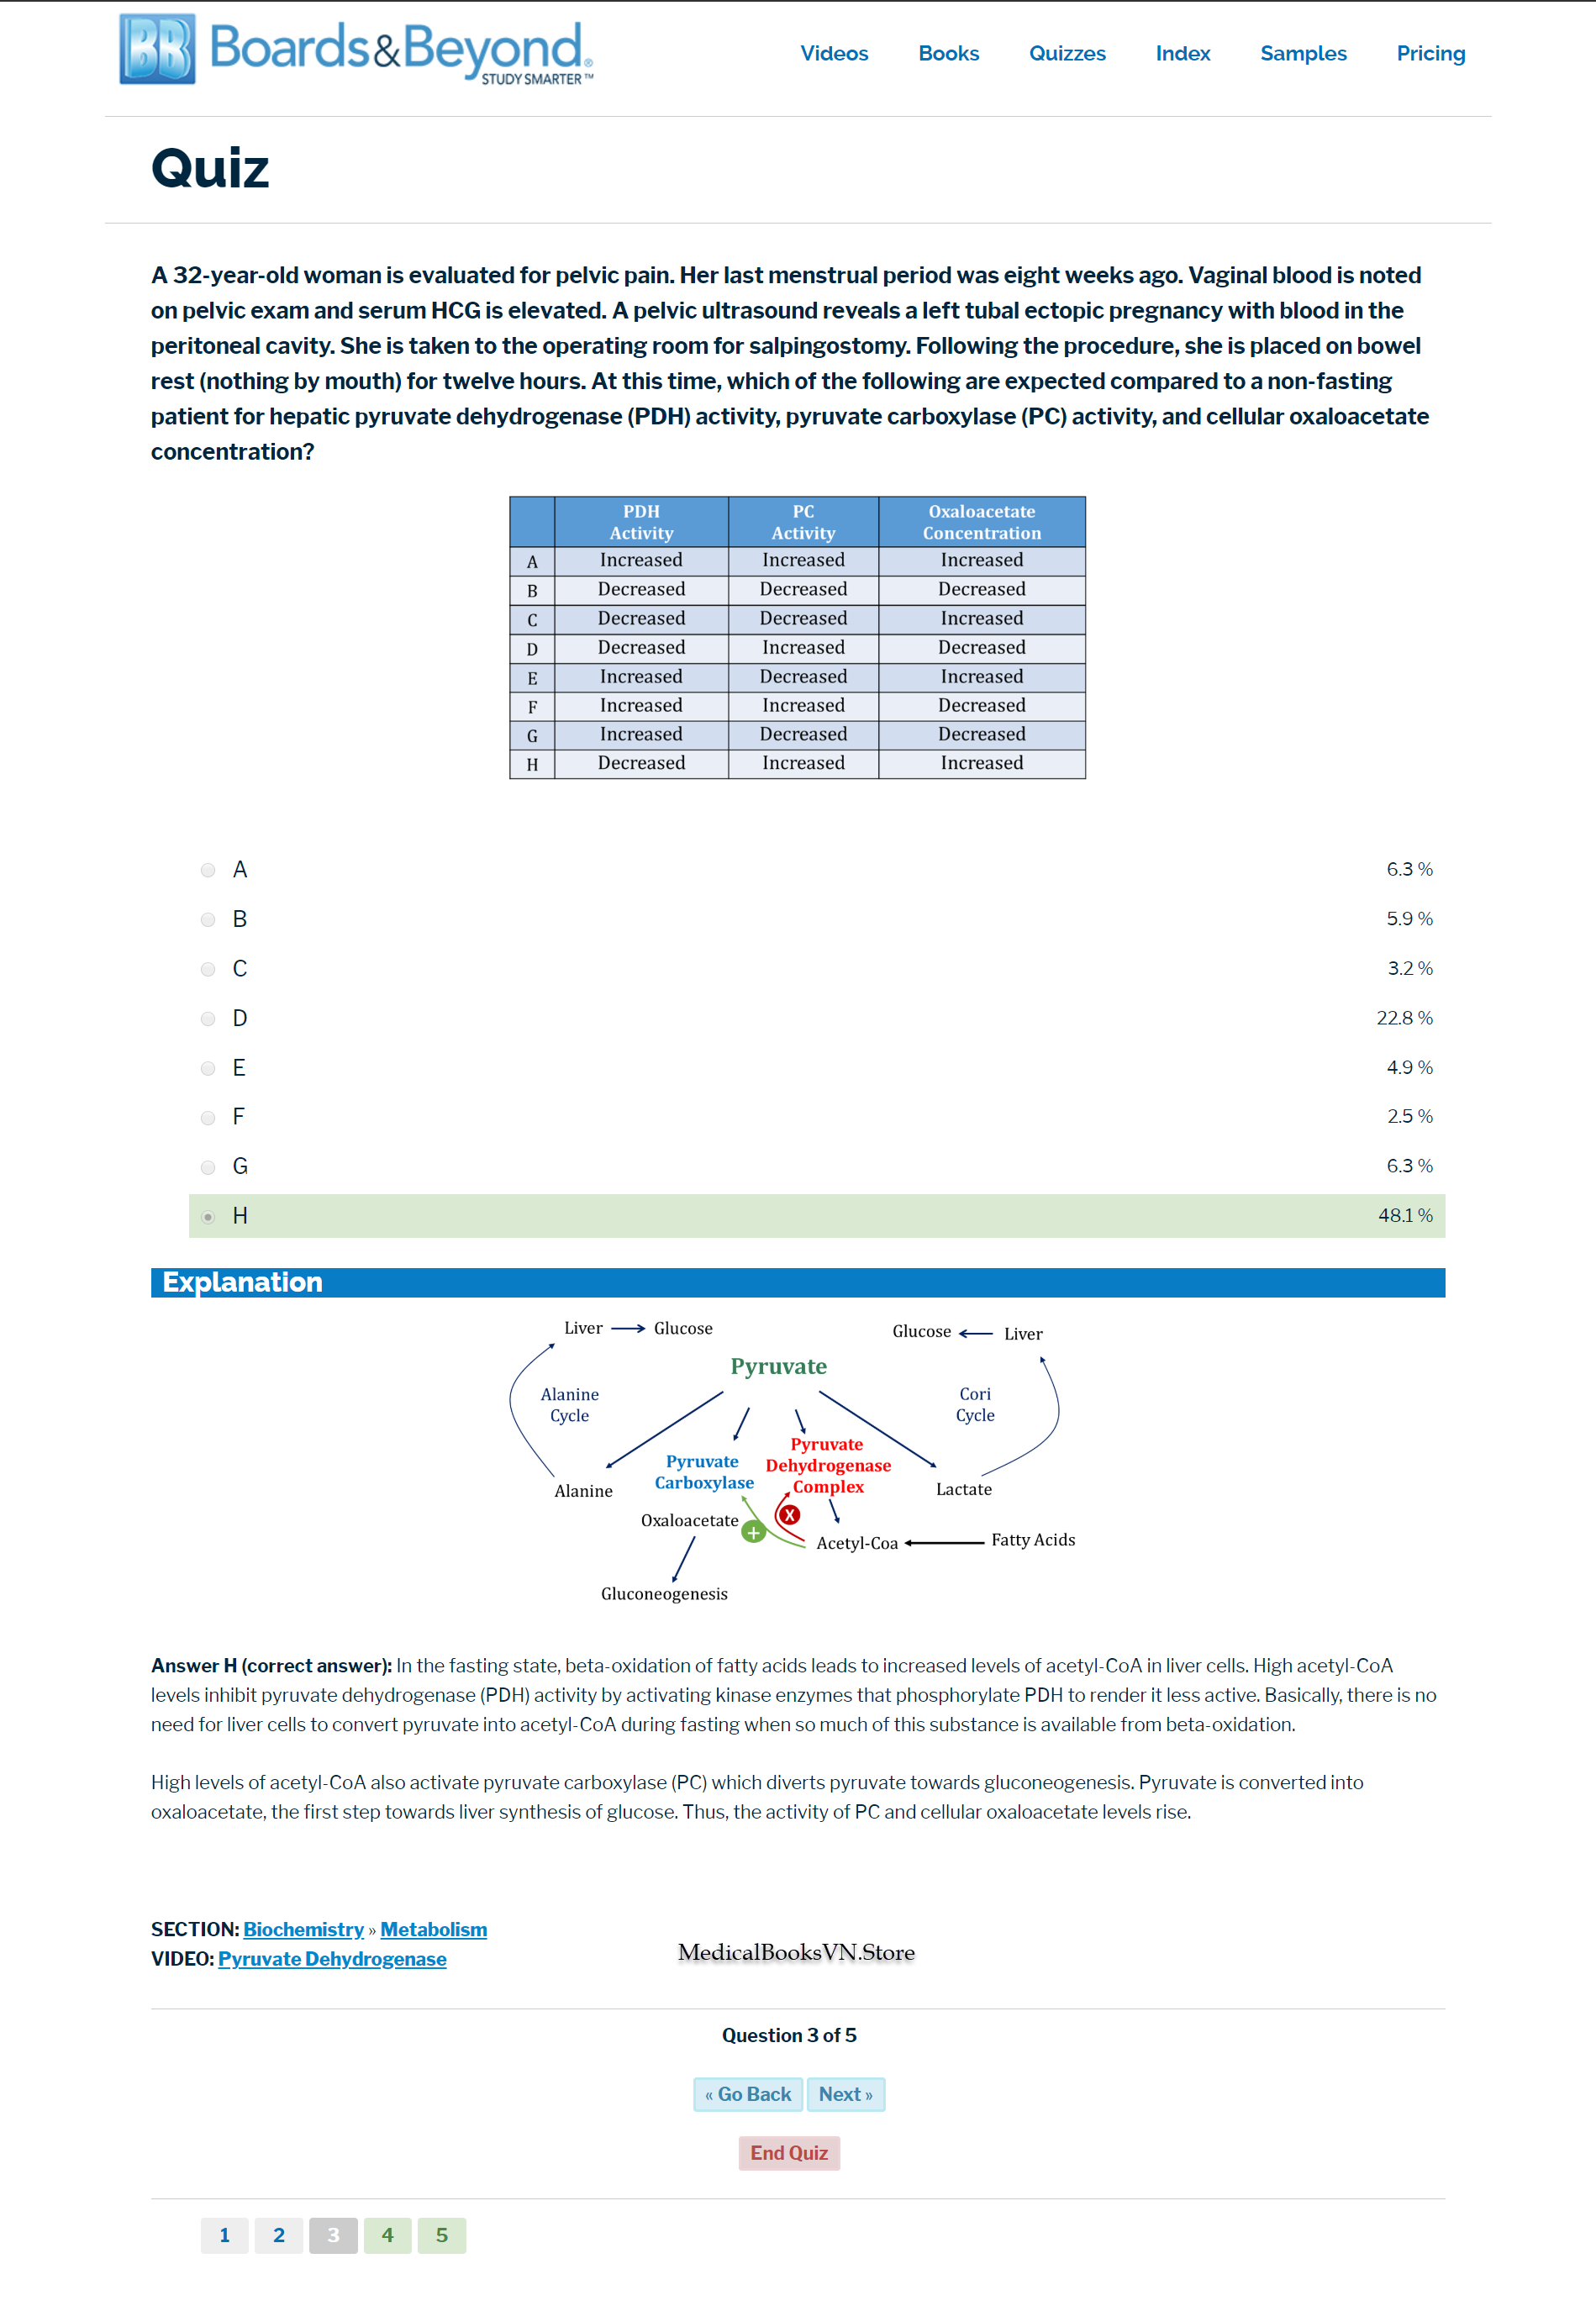 BB Boards&Beyond®
STUDY SMARTER™
Videos Books Quizzes Index Samples Pricing
Quiz
A 32-year-old woman is evaluated for pelvic pain. Her last menstrual period was eight weeks ago. Vaginal blood is noted
on pelvic exam and serum HCG is elevated. A pelvic ultrasound reveals a left tubal ectopic pregnancy with blood in the
peritoneal cavity. She is taken to the operating room for salpingostomy. Following the procedure, she is placed on bowel
rest (nothing by mouth) for twelve hours. At this time, which of the following are expected compared to a non-fasting
patient for hepatic pyruvate dehydrogenase (PDH) activity, pyruvate carboxylase (PC) activity, and cellular oxaloacetate
concentration?
PDH PC Oxaloacetate
Activity Activity Concentration
A Increased Increased Increased
B Decreased Decreased Decreased
C Decreased Decreased Increased
D Decreased Increased Decreased
E Increased Decreased Increased
F Increased Increased Decreased
G Increased Decreased Decreased
H Decreased Increased Increased
A 6.3 %
B 5.9 %
C 3.2 %
D 22.8 %
E 4.9 %
F 2.5 %
G 6.3 %
H 48.1 %
Explanation
Liver Glucose Glucose Liver
Pyruvate
Alanine Cori
Cycle Cycle
Pyruvate
Pyruvate Dehydrogenase
Carboxylase Complex
Alanine Lactate
X
Oxaloacetate +
Acetyl-Coa Fatty Acids
Gluconeogenesis
Answer H (correct answer): In the fasting state, beta-oxidation of fatty acids leads to increased levels of acetyl-CoA in liver cells. High acetyl-CoA
levels inhibit pyruvate dehydrogenase (PDH) activity by activating kinase enzymes that phosphorylate PDH to render it less active. Basically, there is no
need for liver cells to convert pyruvate into acetyl-CoA during fasting when so much of this substance is available from beta-oxidation.
High levels of acetyl-CoA also activate pyruvate carboxylase (PC) which diverts pyruvate towards gluconeogenesis. Pyruvate is converted into
oxaloacetate, the first step towards liver synthesis of glucose. Thus, the activity of PC and cellular oxaloacetate levels rise.
SECTION: Biochemistry » Metabolism
VIDEO: Pyruvate Dehydrogenase
MedicalBooksVN.Store
Question 3 of 5
« Go Back Next »
End Quiz
1 2 3 4 5